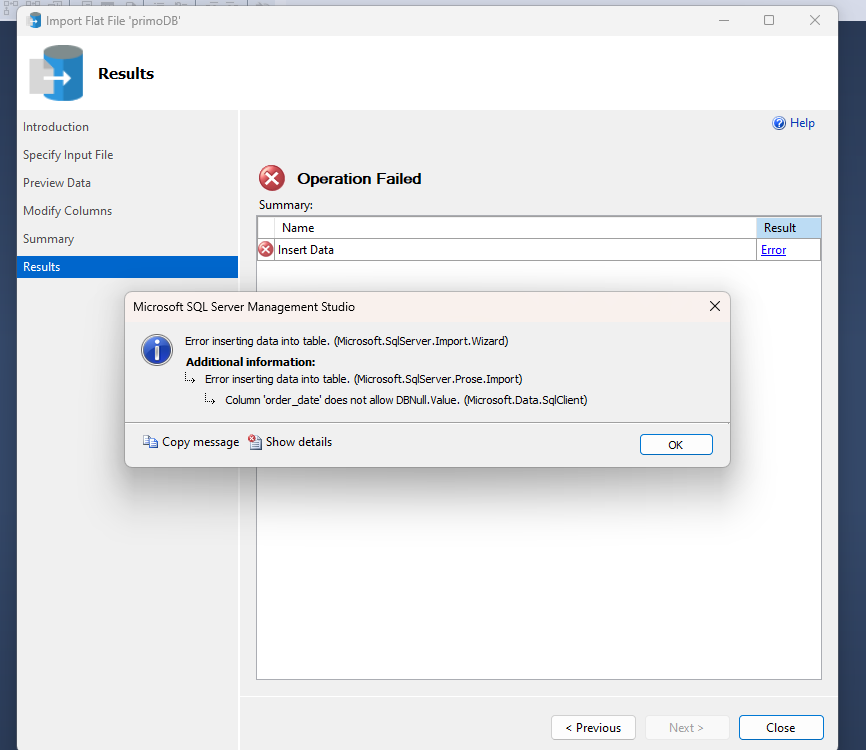 Import Flat File 'primoDB'
Results
Introduction
Specify Input File
Preview Data
Modify Columns
Summary
Results
Help
Operation Failed
Summary:
Name Result
Insert Data Error
Microsoft SQL Server Management Studio
Error inserting data into table. (Microsoft.SqlServer.Import.Wizard)
Additional information:
Error inserting data into table. (Microsoft.SqlServer.Prose.Import)
Column 'order_date' does not allow DBNull.Value. (Microsoft.Data.SqlClient)
Copy message Show details OK
< Previous Next > Close